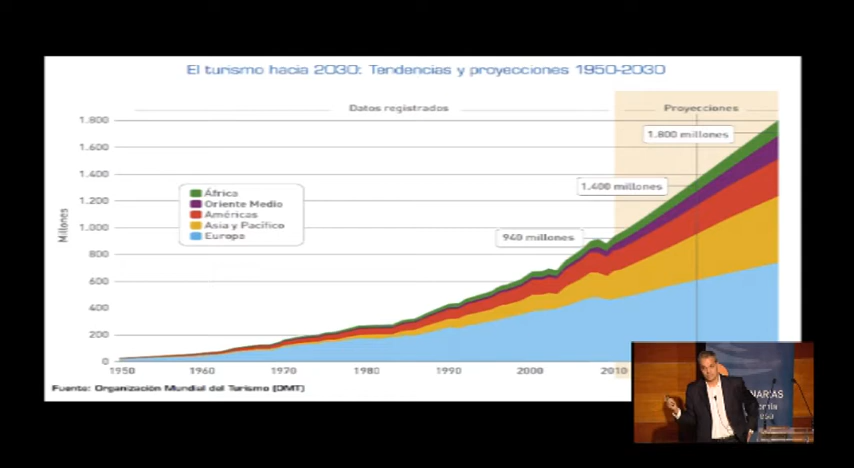 El turismo hacia 2030: Tendencias y proyecciones 1950-2030
Datos registrados
Proyecciones
1.800
1.600
1.400
1.200
1.000
800
600
400
200
0
Millones
África
Oriente Medio
Américas
Asia y Pacífico
Europa
940 millones
1.400 millones
1.800 millones
1950
1960
1970
1980
1990
2000
2010
Fuente: Organización Mundial del Turismo (OMT)
NARIAS